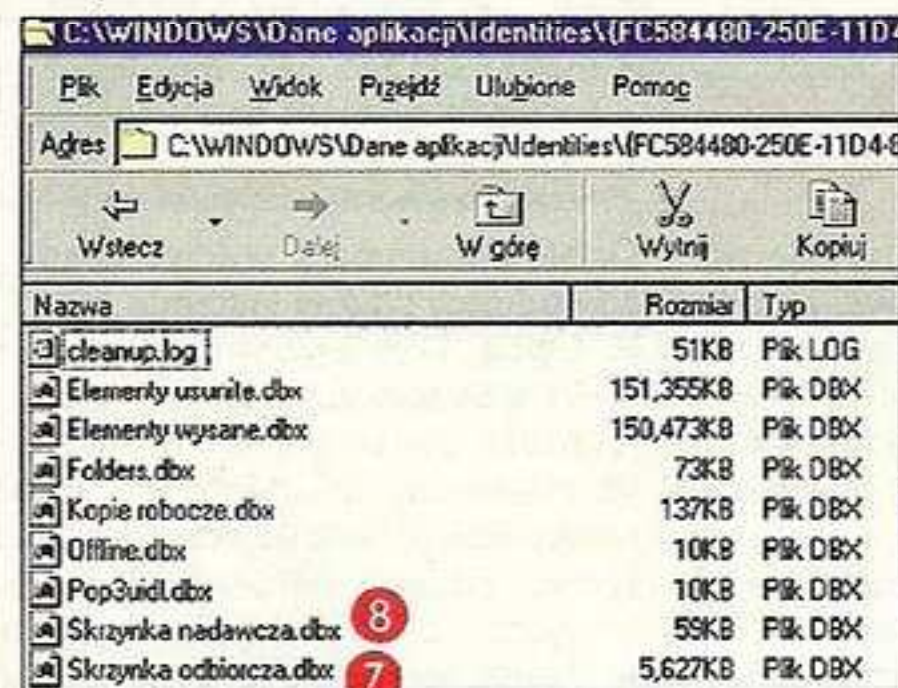 C:\WINDOWS\Dane aplikacji\Identities\{FC584480-250E-11D4
Plik Edycja Widok Przejdź Ulubione Pomoc
Adres C:\WINDOWS\Dane aplikacji\Identities\{FC584480-250E-11D4-8
Wstecz Dalej W górę Wytnij Kopiuj
Nazwa Rozmiar Typ
cleanup.log 51KB Plik LOG
Elementy usunite.dbx 151,355KB Plik DBX
Elementy wysane.dbx 150,473KB Plik DBX
Folders.dbx 73KB Plik DBX
Kopie robocze.dbx 137KB Plik DBX
Offline.dbx 10KB Plik DBX
Pop3uidl.dbx 10KB Plik DBX
Skrzynka nadawcza.dbx 8 59KB Plik DBX
Skrzynka odbiorcza.dbx 7 5,627KB Plik DBX